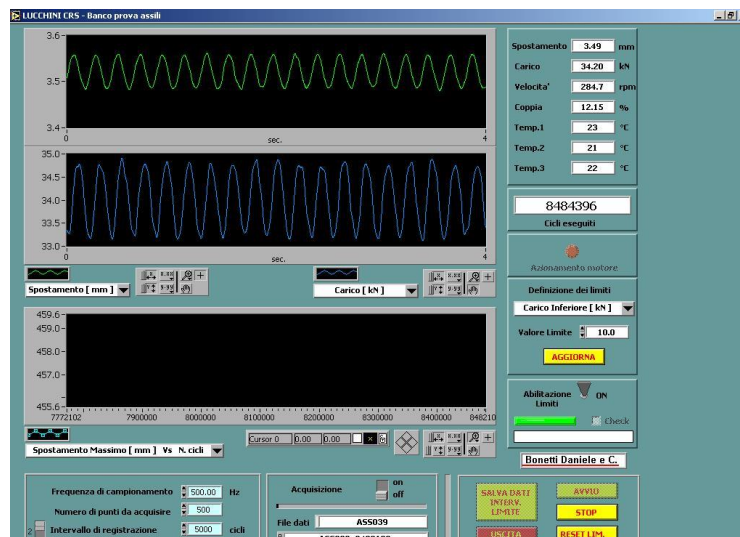 LUCCHINI CRS - Banco prova assili
3.6
3.5
3.4
0 sec. 4
35.0
34.5
34.0
33.5
33.0
0 sec. 4
Spostamento [ mm ]
Carico [ kN ]
459.6
459.0
458.0
457.0
455.6
7772102 7900000 8000000 8100000 8200000 8300000 8400000 848210
Cursor 0 0.00 0.00
Spostamento Massimo [ mm ] Vs N. cicli
Spostamento 3.49 mm
Carico 34.20 kN
Velocita' 284.7 rpm
Coppia 12.15 %
Temp.1 23 °C
Temp.2 21 °C
Temp.3 22 °C
8484396
Cicli eseguiti
Azionamento motore
Definizione dei limiti
Carico Inferiore [ kN ]
Valore Limite 10.0
AGGIORNA
Abilitazione Limiti ON
Check
Bonetti Daniele e C.
Frequenza di campionamento 500.00 Hz
Numero di punti da acquisire 500
2 Intervallo di registrazione 5000 cicli
Acquisizione on
off
File dati ASS039
SALVA DATI
INTERV.
LIMITE
AVVIO
STOP
USCITA
RESET LIM.